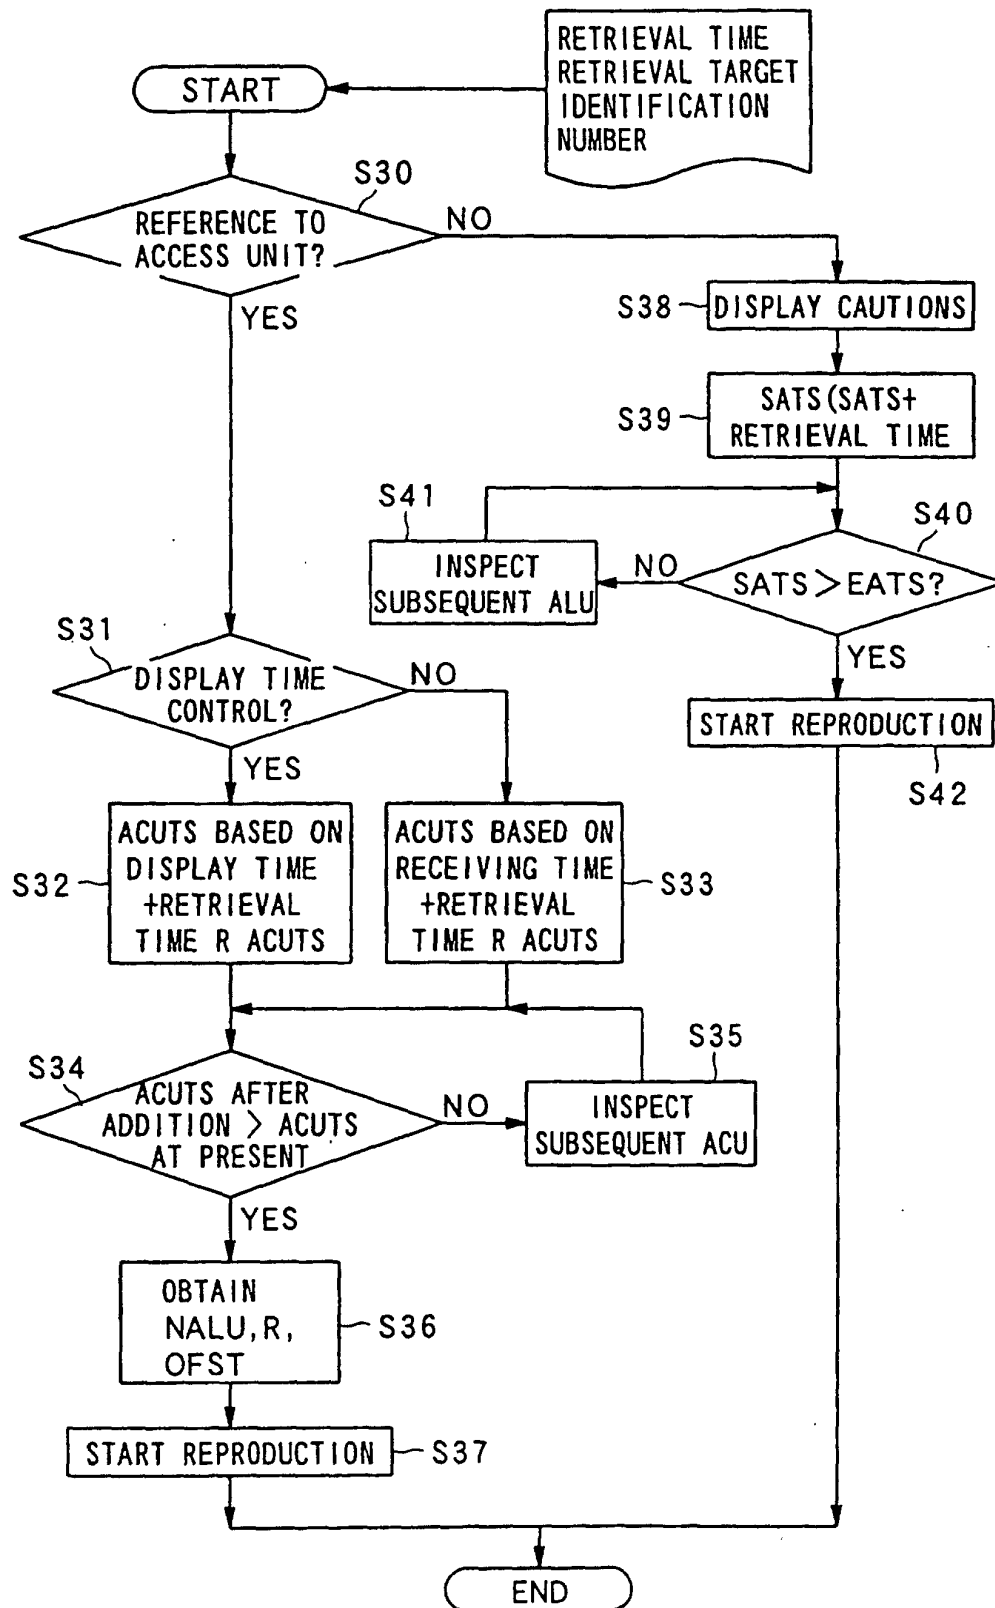 RETRIEVAL TIME
RETRIEVAL TARGET
IDENTIFICATION
NUMBER
START
S30
REFERENCE TO
ACCESS UNIT?
NO
YES
S38
DISPLAY CAUTIONS
S39
SATS(SATS+
RETRIEVAL TIME
S41
INSPECT
SUBSEQUENT ALU
NO
S40
SATS>EATS?
YES
START REPRODUCTION
S42
S31
DISPLAY TIME
CONTROL?
NO
YES
S32
ACUTS BASED ON
DISPLAY TIME
+RETRIEVAL
TIME R ACUTS
ACUTS BASED ON
RECEIVING TIME
+RETRIEVAL
TIME R ACUTS
S33
S34
ACUTS AFTER
ADDITION > ACUTS
AT PRESENT
NO
S35
INSPECT
SUBSEQUENT ACU
YES
OBTAIN
NALU,R,
OFST
S36
START REPRODUCTION
S37
END